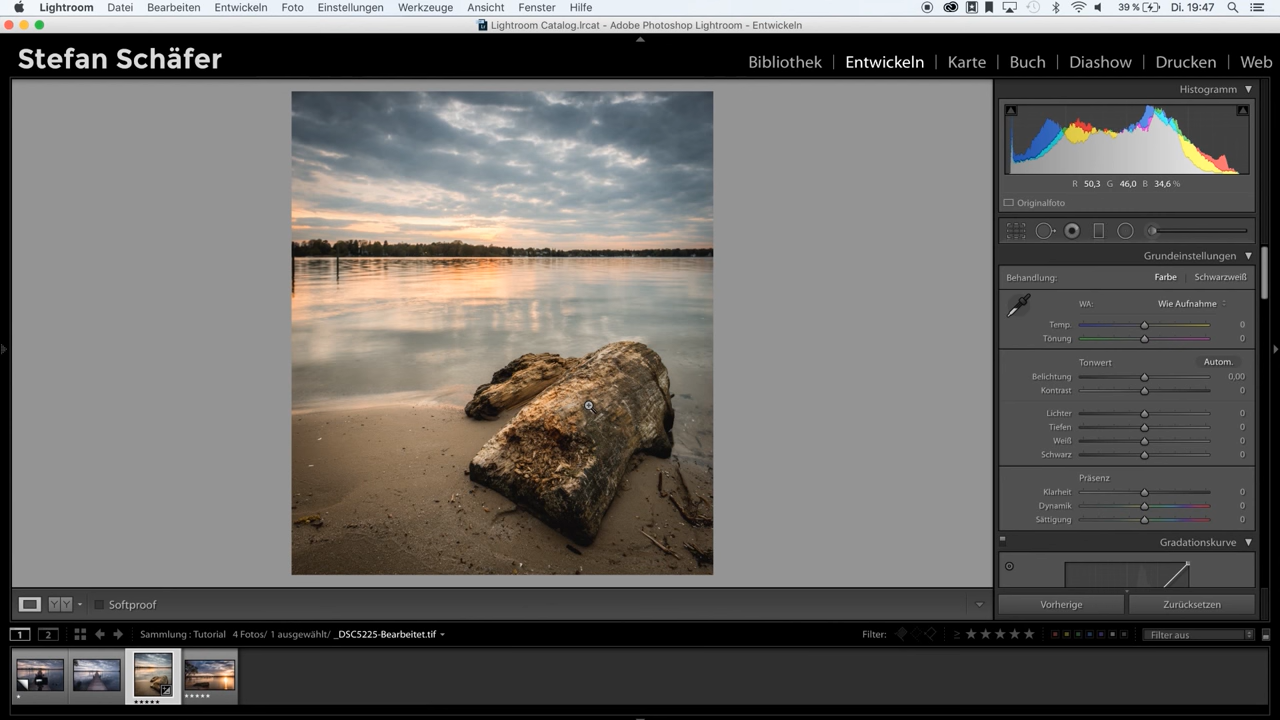 Lightroom Datei Bearbeiten Entwickeln Foto Einstellungen Werkzeuge Ansicht Fenster Hilfe 39 % Di. 19:47
Lightroom Catalog.lrcat - Adobe Photoshop Lightroom - Entwickeln
Stefan Schäfer
Bibliothek | Entwickeln | Karte | Buch | Diashow | Drucken | Web
Histogramm
R 50,3 G 46,0 B 34,6 %
Originalfoto
Grundeinstellungen
Behandlung: Farbe | Schwarzweiß
WA: Wie Aufnahme
Temp. 0
Tönung 0
Tonwert Autom.
Belichtung 0,00
Kontrast 0
Lichter 0
Tiefen 0
Weiß 0
Schwarz 0
Präsenz
Klarheit 0
Dynamik 0
Sättigung 0
Gradationskurve
Softproof
Vorherige Zurücksetzen
1 2 Sammlung : Tutorial 4 Fotos/ 1 ausgewählt/ _DSC5225-Bearbeitet.tif Filter: Filter aus